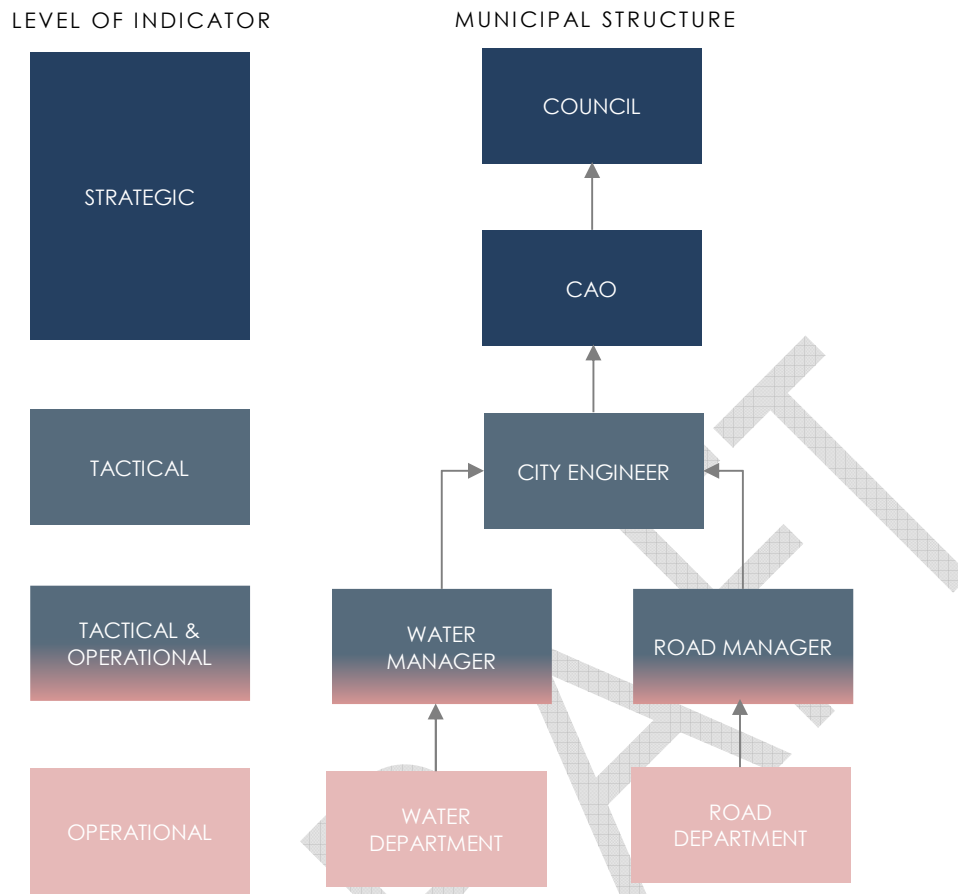 LEVEL OF INDICATOR
MUNICIPAL STRUCTURE
STRATEGIC
COUNCIL
CAO
TACTICAL
CITY ENGINEER
TACTICAL &
OPERATIONAL
WATER
MANAGER
ROAD MANAGER
OPERATIONAL
WATER
DEPARTMENT
ROAD
DEPARTMENT
DRAFT